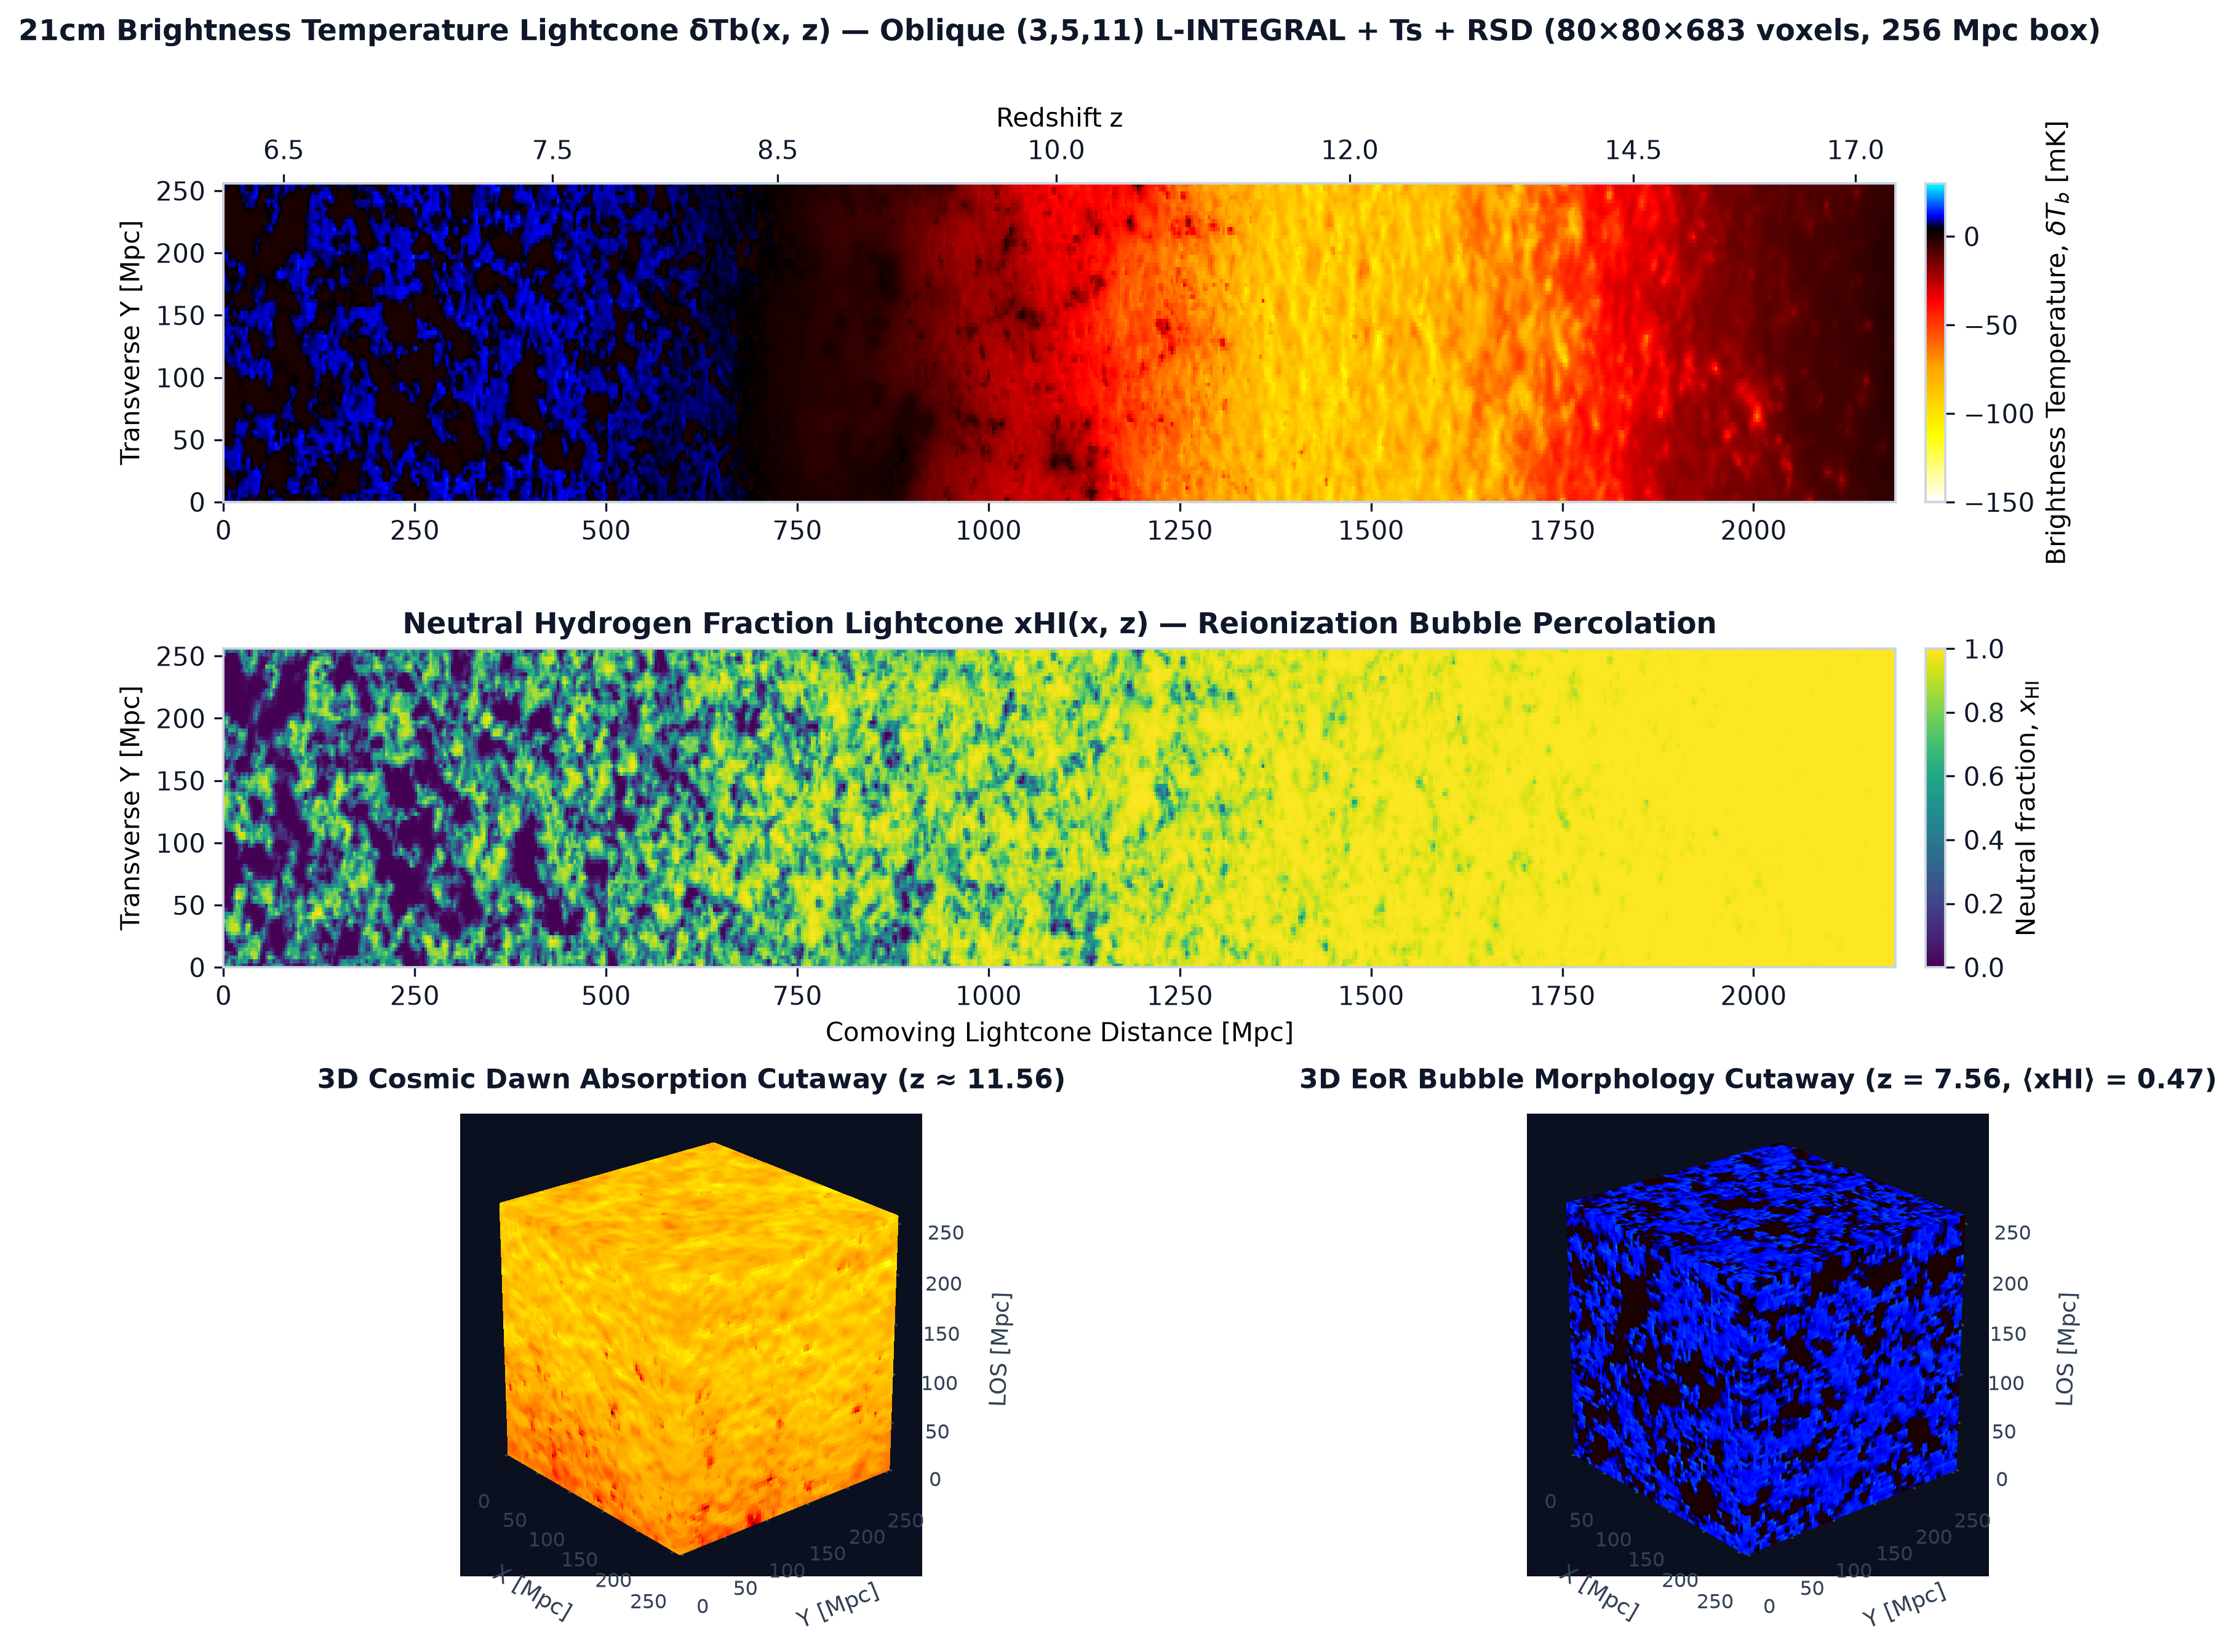 21cm Brightness Temperature Lightcone δTb(x, z) — Oblique (3,5,11) L-INTEGRAL + Ts + RSD (80×80×683 voxels, 256 Mpc box)
Redshift z
6.5 7.5 8.5 10.0 12.0 14.5 17.0
Transverse Y [Mpc]
250
200
150
100
50
0
0 250 500 750 1000 1250 1500 1750 2000
0
−50
−100
−150
Brightness Temperature, δT_b [mK]
Neutral Hydrogen Fraction Lightcone xHI(x, z) — Reionization Bubble Percolation
Transverse Y [Mpc]
250
200
150
100
50
0
0 250 500 750 1000 1250 1500 1750 2000
Comoving Lightcone Distance [Mpc]
1.0
0.8
0.6
0.4
0.2
0.0
Neutral fraction, x_HI
3D Cosmic Dawn Absorption Cutaway (z ≈ 11.56)
250
200
150
100
50
0
LOS [Mpc]
0 50 100 150 200 250
X [Mpc]
0 50 100 150 200 250
Y [Mpc]
3D EoR Bubble Morphology Cutaway (z = 7.56, ⟨xHI⟩ = 0.47)
250
200
150
100
50
0
LOS [Mpc]
0 50 100 150 200 250
X [Mpc]
0 50 100 150 200 250
Y [Mpc]